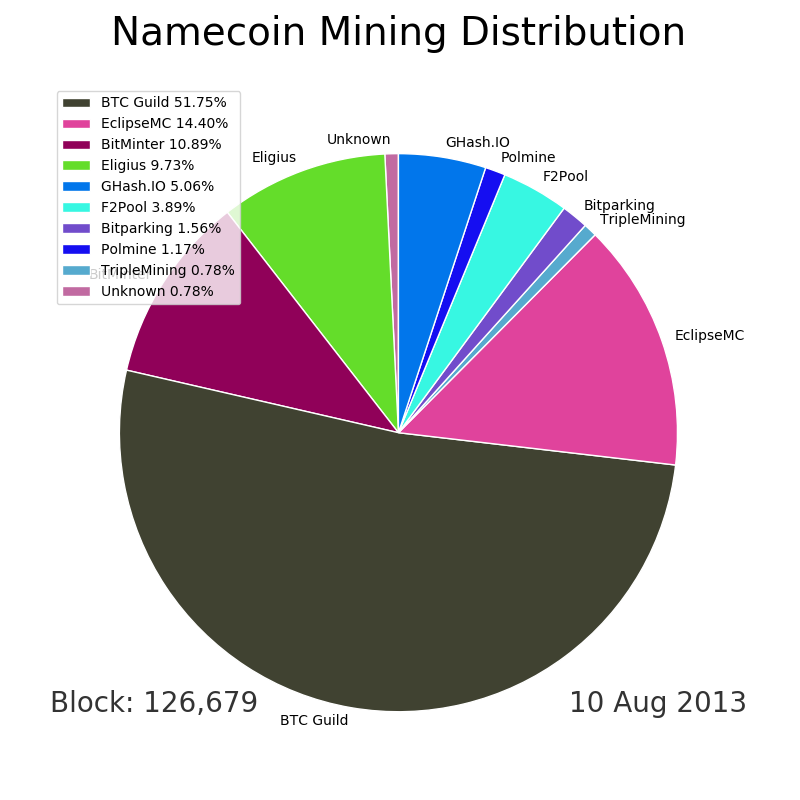 Namecoin Mining Distribution
BTC Guild 51.75%
EclipseMC 14.40%
BitMinter 10.89%
Eligius 9.73%
GHash.IO 5.06%
F2Pool 3.89%
Bitparking 1.56%
Polmine 1.17%
TripleMining 0.78%
Unknown 0.78%
Unknown
GHash.IO
Eligius
Polmine
F2Pool
Bitparking
TripleMining
BitMinter
EclipseMC
Block: 126,679
10 Aug 2013
BTC Guild